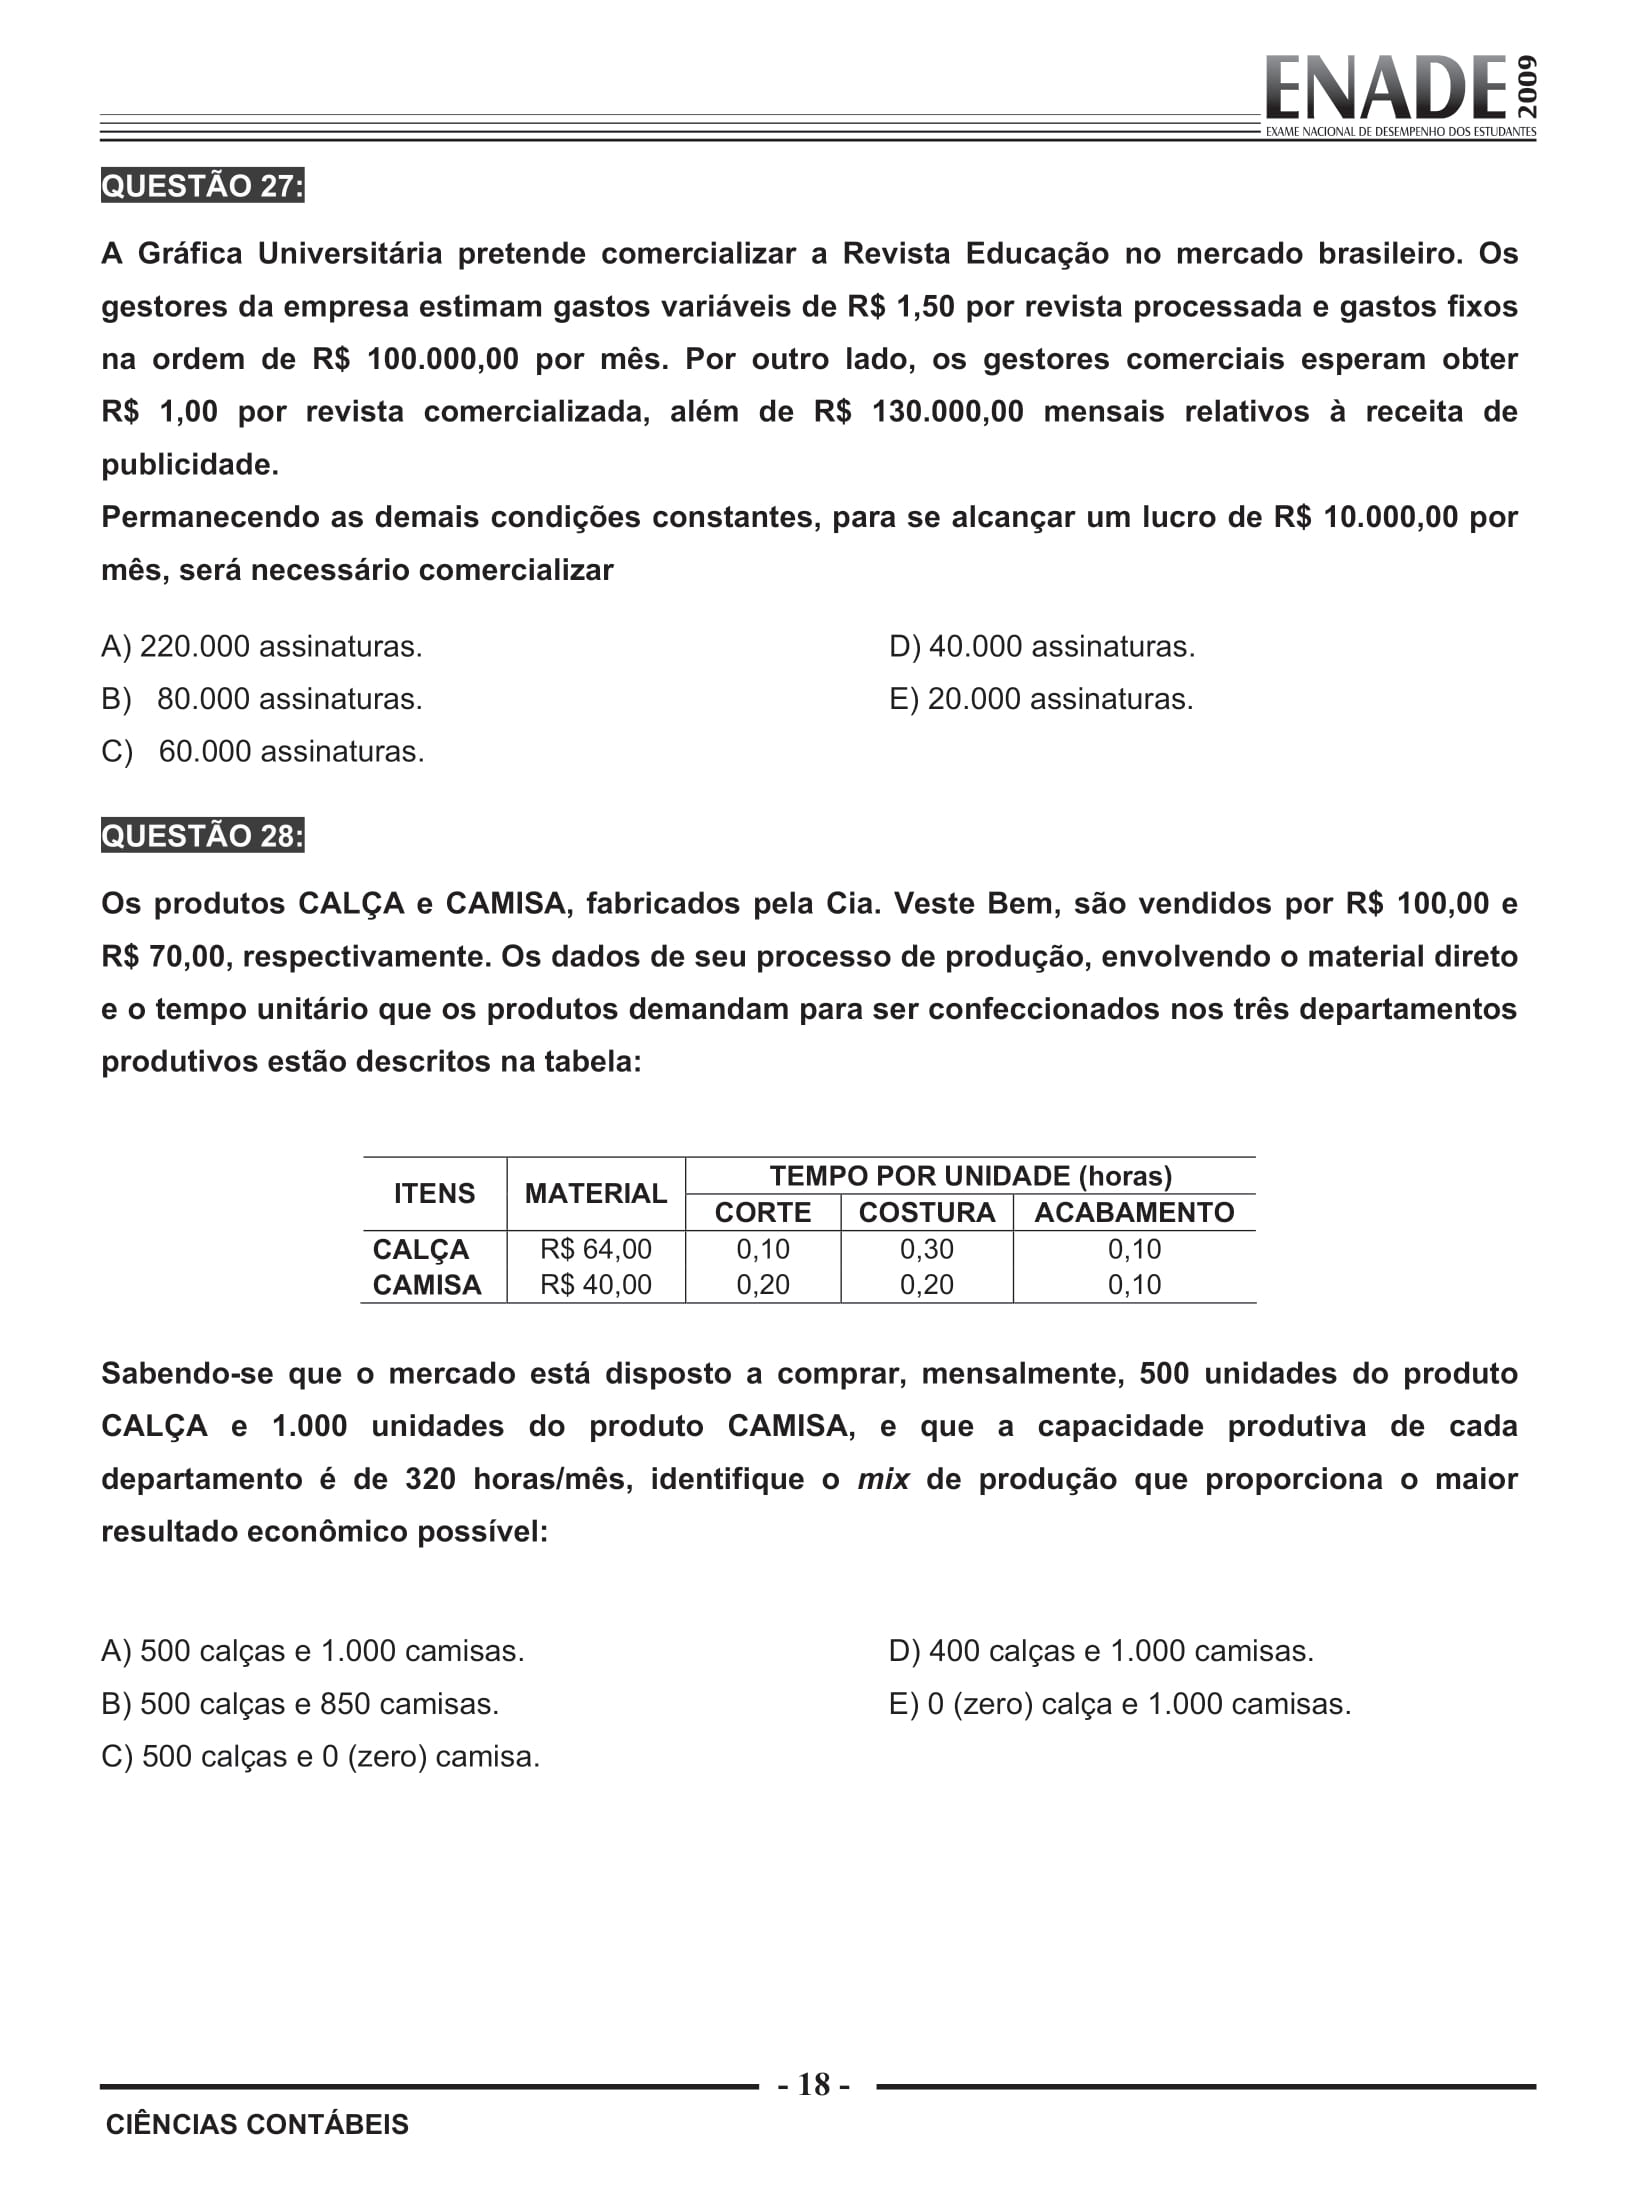 ENADE 2009
EXAME NACIONAL DE DESEMPENHO DOS ESTUDANTES
QUESTÃO 27:
A Gráfica Universitária pretende comercializar a Revista Educação no mercado brasileiro. Os
gestores da empresa estimam gastos variáveis de R$ 1,50 por revista processada e gastos fixos
na ordem de R$ 100.000,00 por mês. Por outro lado, os gestores comerciais esperam obter
R$ 1,00 por revista comercializada, além de R$ 130.000,00 mensais relativos à receita de
publicidade.
Permanecendo as demais condições constantes, para se alcançar um lucro de R$ 10.000,00 por
mês, será necessário comercializar
A) 220.000 assinaturas.
B) 80.000 assinaturas.
C) 60.000 assinaturas.
D) 40.000 assinaturas.
E) 20.000 assinaturas.
QUESTÃO 28:
Os produtos CALÇA e CAMISA, fabricados pela Cia. Veste Bem, são vendidos por R$ 100,00 e
R$ 70,00, respectivamente. Os dados de seu processo de produção, envolvendo o material direto
e o tempo unitário que os produtos demandam para ser confeccionados nos três departamentos
produtivos estão descritos na tabela:
ITENS MATERIAL TEMPO POR UNIDADE (horas)
CORTE COSTURA ACABAMENTO
CALÇA R$ 64,00 0,10 0,30 0,10
CAMISA R$ 40,00 0,20 0,20 0,10
Sabendo-se que o mercado está disposto a comprar, mensalmente, 500 unidades do produto
CALÇA e 1.000 unidades do produto CAMISA, e que a capacidade produtiva de cada
departamento é de 320 horas/mês, identifique o mix de produção que proporciona o maior
resultado econômico possível:
A) 500 calças e 1.000 camisas.
B) 500 calças e 850 camisas.
C) 500 calças e 0 (zero) camisa.
D) 400 calças e 1.000 camisas.
E) 0 (zero) calça e 1.000 camisas.
- 18 -
CIÊNCIAS CONTÁBEIS